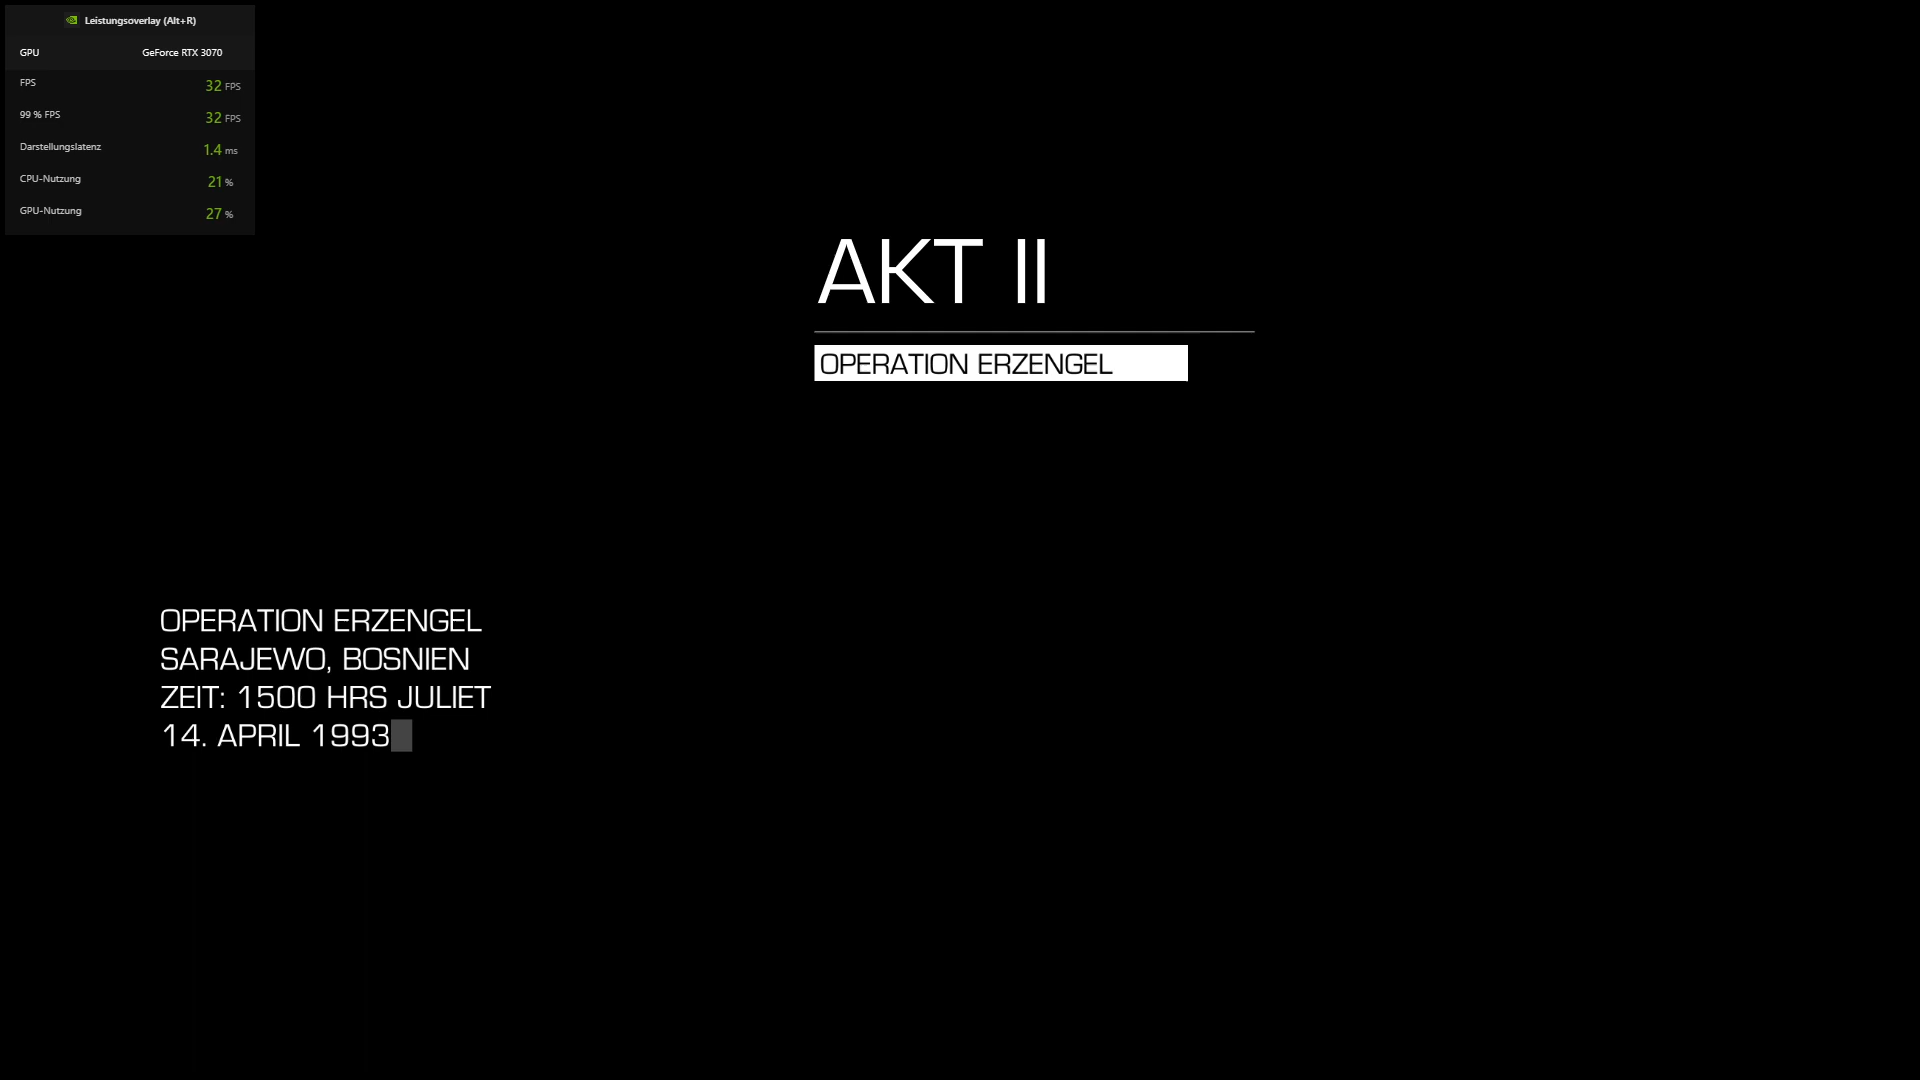 Leistungsoverlay (Alt+R)
GPU GeForce RTX 3070
FPS 32 FPS
99 % FPS 32 FPS
Darstellungslatenz 1.4 ms
CPU-Nutzung 21 %
GPU-Nutzung 27 %
AKT II
OPERATION ERZENGEL
OPERATION ERZENGEL
SARAJEWO, BOSNIEN
ZEIT: 1500 HRS JULIET
14. APRIL 1993